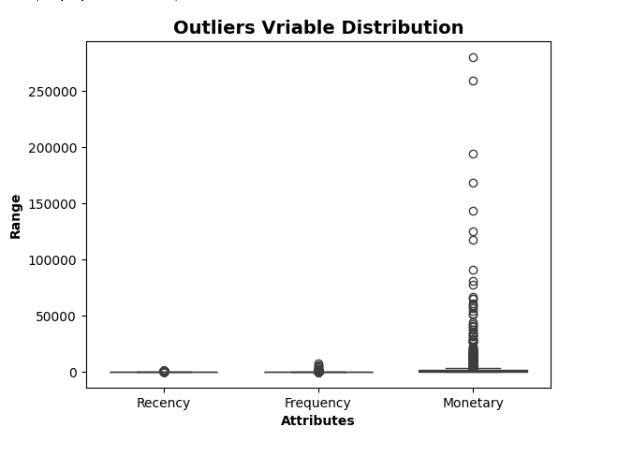 Outliers Vriable Distribution
250000
200000
150000
100000
50000
0
Range
Recency Frequency Monetary
Attributes